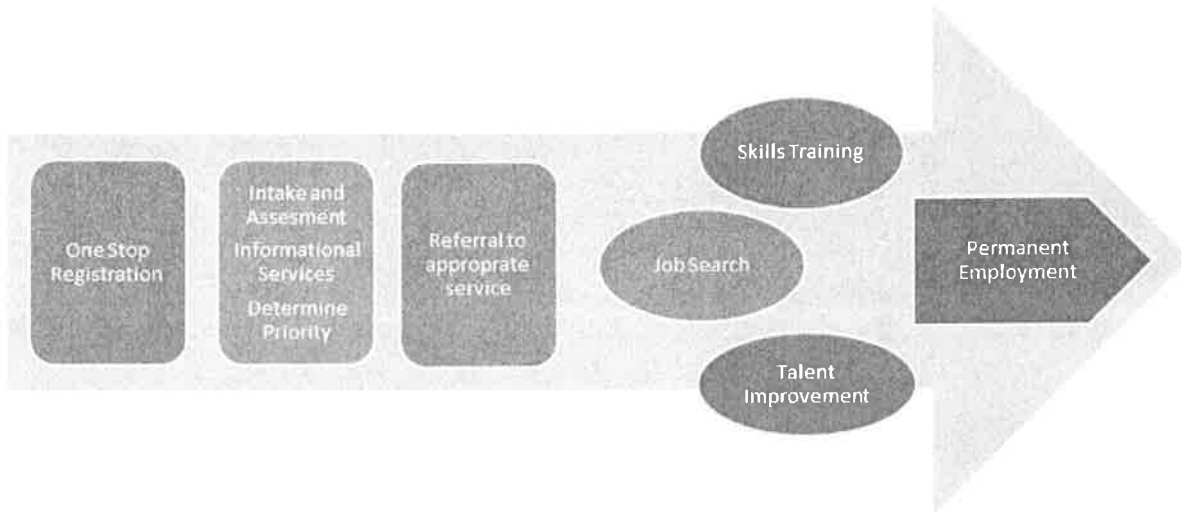 One Stop
Registration
Intake and
Assesment
Informational
Services
Determine
Priority
Referral to
approprate
service
Skills Training
Job Search
Talent
Improvement
Permanent
Employment